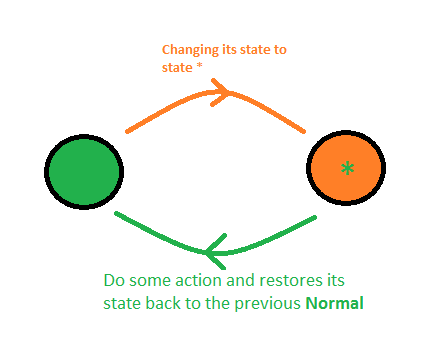 Changing its state to
state *
*
Do some action and restores its
state back to the previous Normal